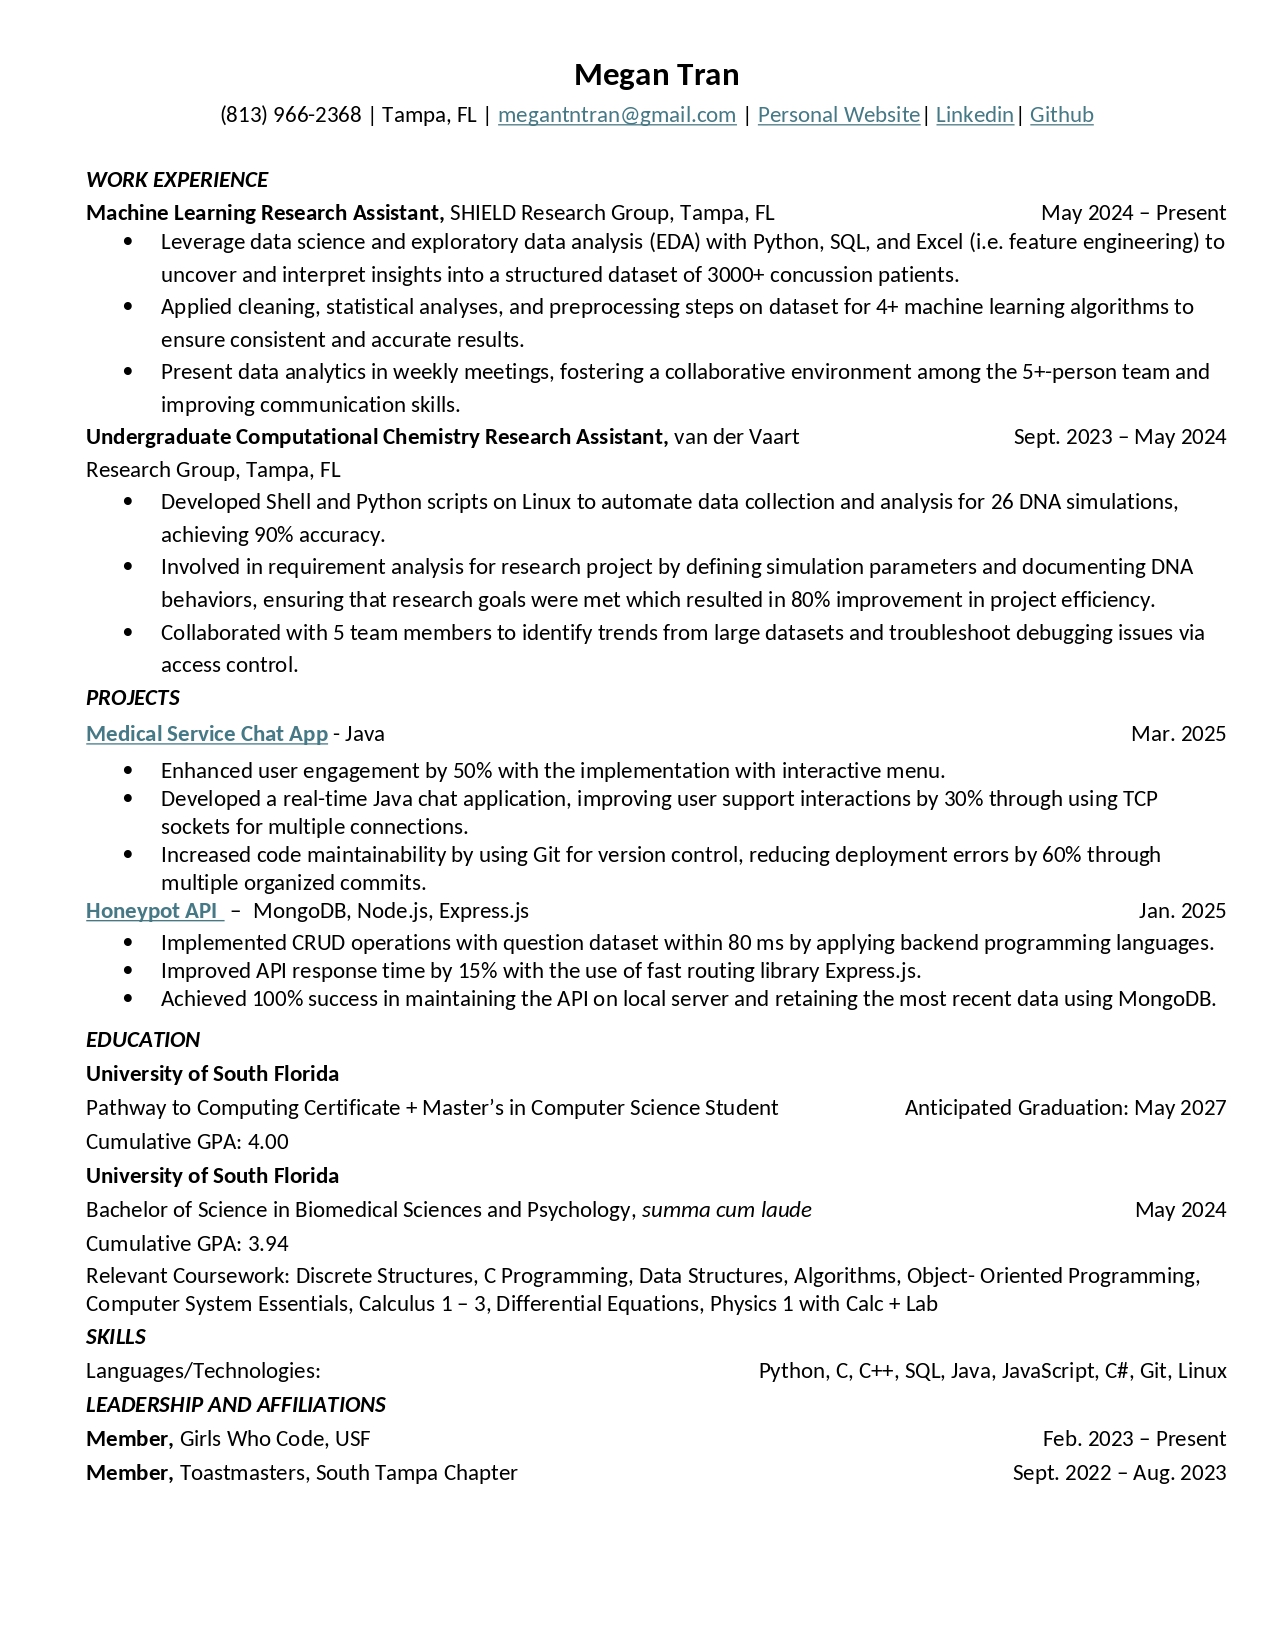 Megan Tran
(813) 966-2368 | Tampa, FL | megantntran@gmail.com | Personal Website| Linkedin| Github
WORK EXPERIENCE
Machine Learning Research Assistant, SHIELD Research Group, Tampa, FL May 2024 – Present
• Leverage data science and exploratory data analysis (EDA) with Python, SQL, and Excel (i.e. feature engineering) to
uncover and interpret insights into a structured dataset of 3000+ concussion patients.
• Applied cleaning, statistical analyses, and preprocessing steps on dataset for 4+ machine learning algorithms to
ensure consistent and accurate results.
• Present data analytics in weekly meetings, fostering a collaborative environment among the 5+-person team and
improving communication skills.
Undergraduate Computational Chemistry Research Assistant, van der Vaart Sept. 2023 – May 2024
Research Group, Tampa, FL
• Developed Shell and Python scripts on Linux to automate data collection and analysis for 26 DNA simulations,
achieving 90% accuracy.
• Involved in requirement analysis for research project by defining simulation parameters and documenting DNA
behaviors, ensuring that research goals were met which resulted in 80% improvement in project efficiency.
• Collaborated with 5 team members to identify trends from large datasets and troubleshoot debugging issues via
access control.
PROJECTS
Medical Service Chat App - Java Mar. 2025
• Enhanced user engagement by 50% with the implementation with interactive menu.
• Developed a real-time Java chat application, improving user support interactions by 30% through using TCP
sockets for multiple connections.
• Increased code maintainability by using Git for version control, reducing deployment errors by 60% through
multiple organized commits.
Honeypot API – MongoDB, Node.js, Express.js Jan. 2025
• Implemented CRUD operations with question dataset within 80 ms by applying backend programming languages.
• Improved API response time by 15% with the use of fast routing library Express.js.
• Achieved 100% success in maintaining the API on local server and retaining the most recent data using MongoDB.
EDUCATION
University of South Florida
Pathway to Computing Certificate + Master’s in Computer Science Student Anticipated Graduation: May 2027
Cumulative GPA: 4.00
University of South Florida
Bachelor of Science in Biomedical Sciences and Psychology, summa cum laude May 2024
Cumulative GPA: 3.94
Relevant Coursework: Discrete Structures, C Programming, Data Structures, Algorithms, Object- Oriented Programming,
Computer System Essentials, Calculus 1 – 3, Differential Equations, Physics 1 with Calc + Lab
SKILLS
Languages/Technologies: Python, C, C++, SQL, Java, JavaScript, C#, Git, Linux
LEADERSHIP AND AFFILIATIONS
Member, Girls Who Code, USF Feb. 2023 – Present
Member, Toastmasters, South Tampa Chapter Sept. 2022 – Aug. 2023